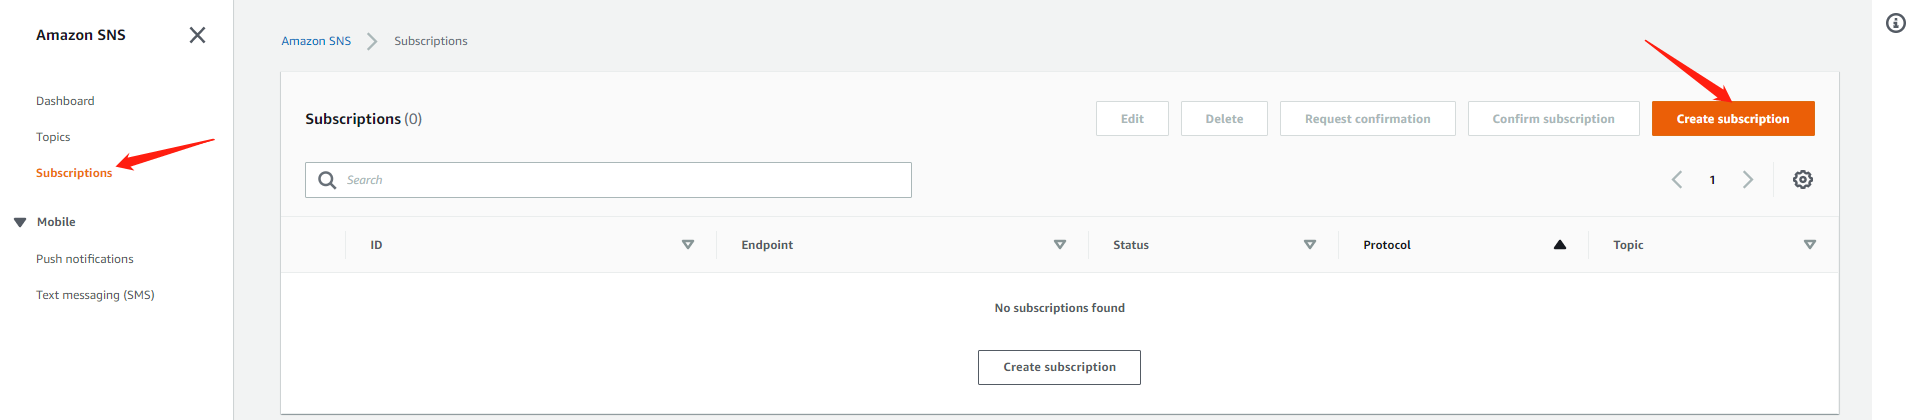 Amazon SNS
Dashboard
Topics
Subscriptions
Mobile
Push notifications
Text messaging (SMS)
Amazon SNS Subscriptions
Subscriptions (0)
Edit Delete Request confirmation Confirm subscription Create subscription
Search
1
ID Endpoint Status Protocol Topic
No subscriptions found
Create subscription